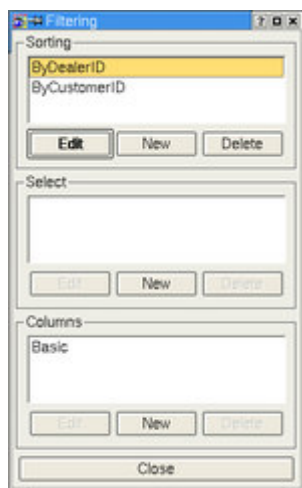 Filtering
Sorting
ByDealerID
ByCustomerID
Edit New Delete
Select
Edit New Delete
Columns
Basic
Edit New Delete
Close